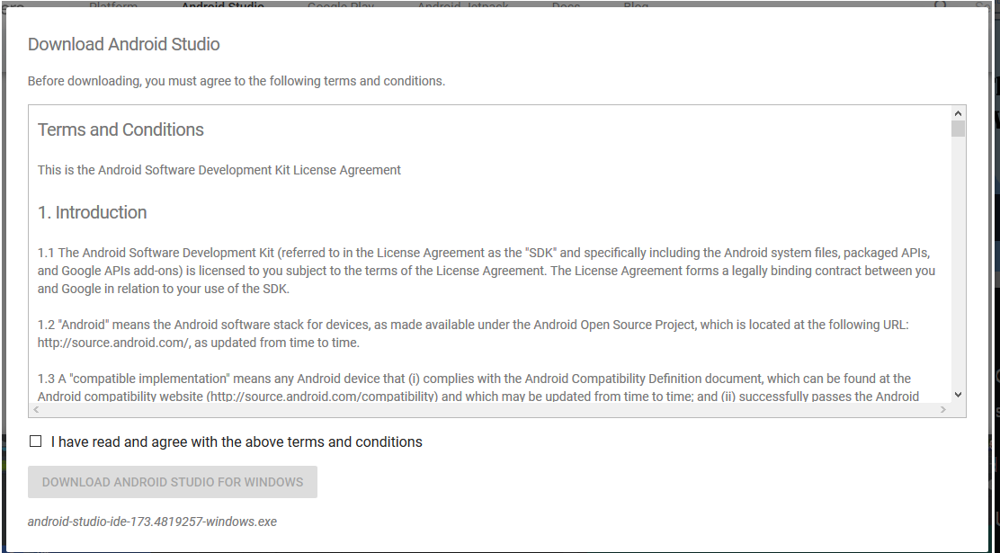 Platform Android Studio Google Play Android Jetpack Docs Blog
Download Android Studio
Before downloading, you must agree to the following terms and conditions.
Terms and Conditions
This is the Android Software Development Kit License Agreement
1. Introduction
1.1 The Android Software Development Kit (referred to in the License Agreement as the "SDK" and specifically including the Android system files, packaged APIs,
and Google APIs add-ons) is licensed to you subject to the terms of the License Agreement. The License Agreement forms a legally binding contract between you
and Google in relation to your use of the SDK.
1.2 "Android" means the Android software stack for devices, as made available under the Android Open Source Project, which is located at the following URL:
http://source.android.com/, as updated from time to time.
1.3 A "compatible implementation" means any Android device that (i) complies with the Android Compatibility Definition document, which can be found at the
Android compatibility website (http://source.android.com/compatibility) and which may be updated from time to time; and (ii) successfully passes the Android
I have read and agree with the above terms and conditions
DOWNLOAD ANDROID STUDIO FOR WINDOWS
android-studio-ide-173.4819257-windows.exe